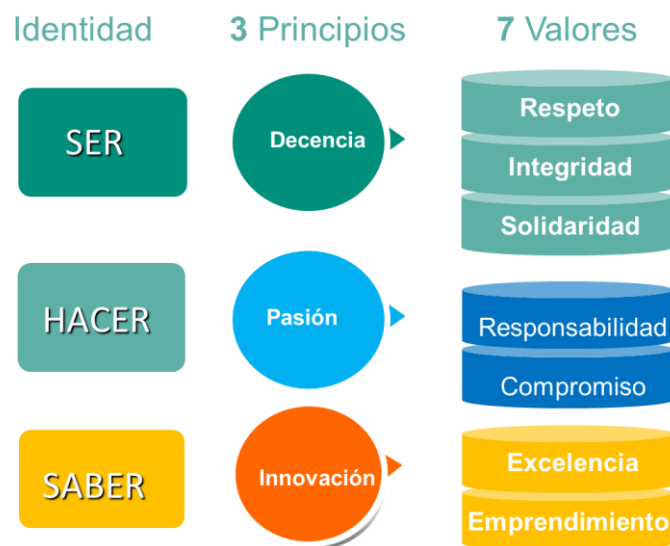 Identidad
3 Principios
7 Valores
SER
Decencia
Respeto
Integridad
Solidaridad
HACER
Pasión
Responsabilidad
Compromiso
SABER
Innovación
Excelencia
Emprendimiento